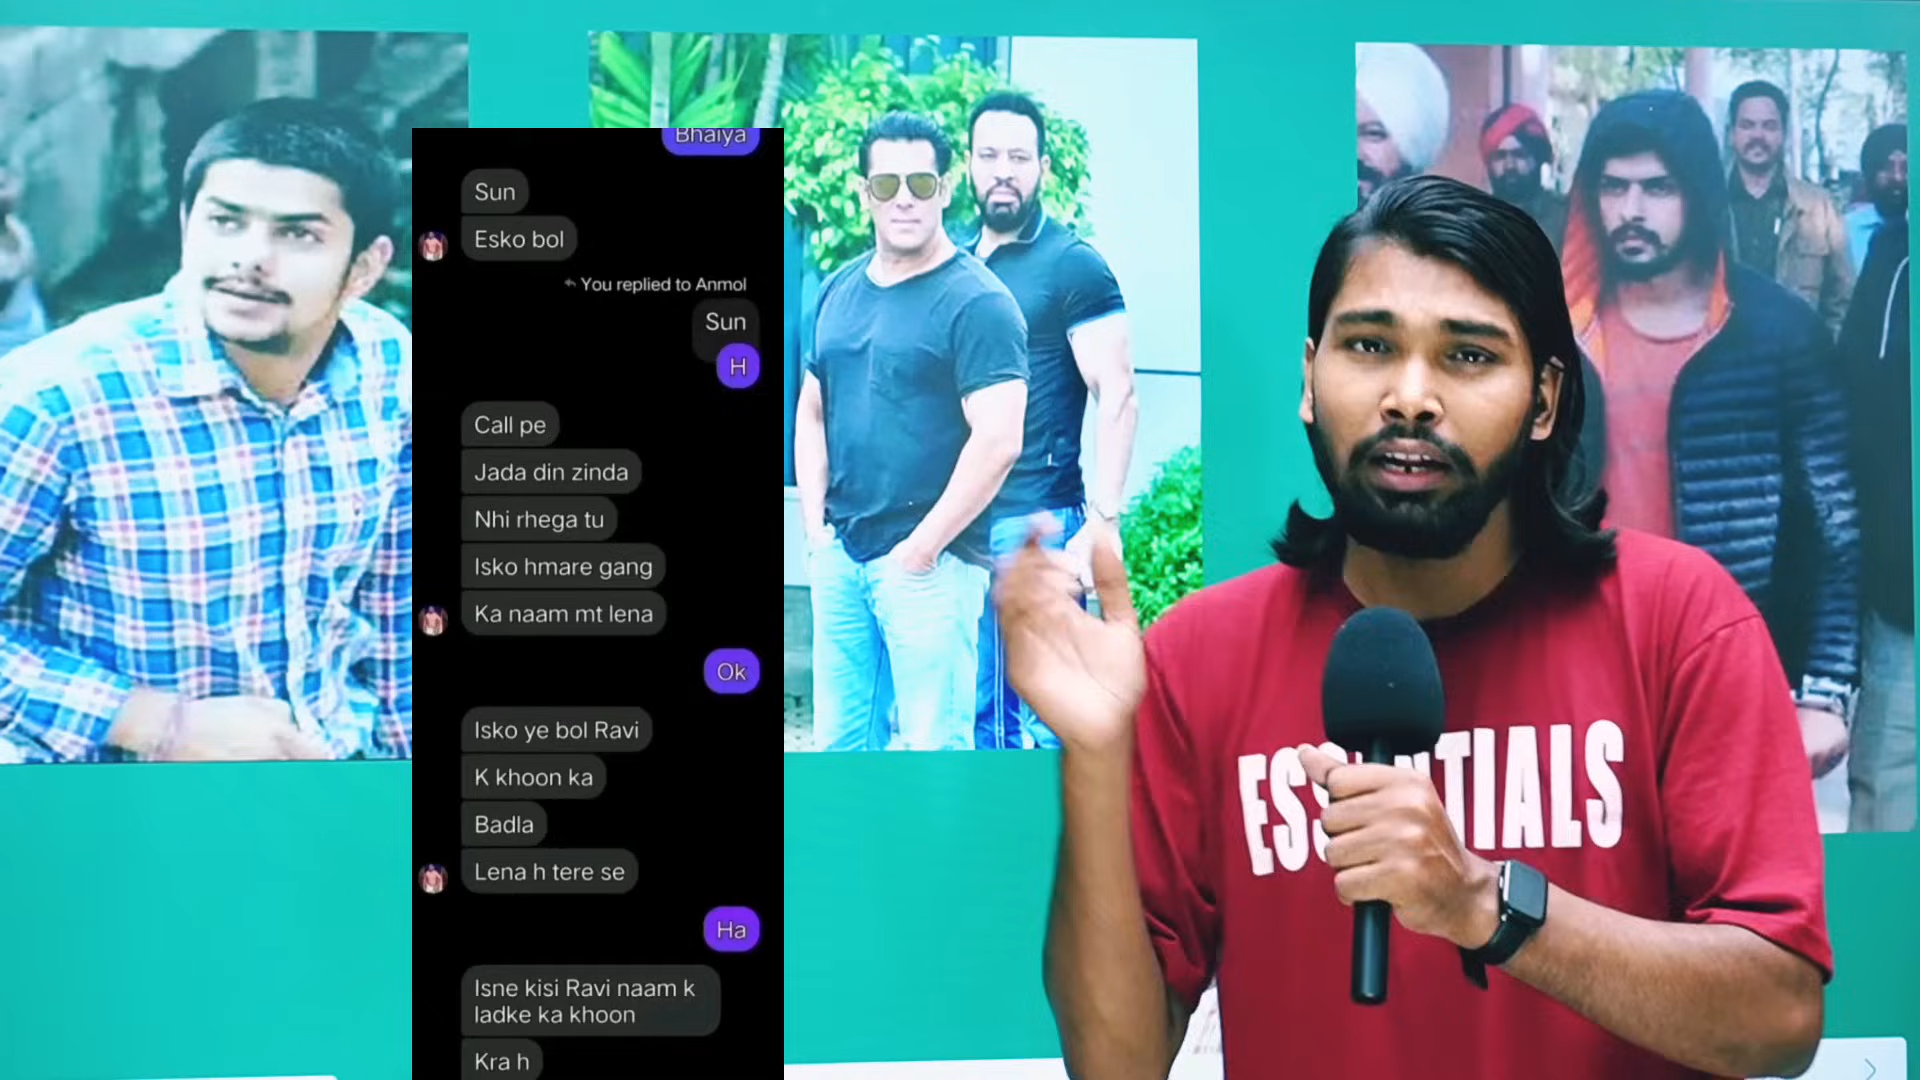 Bhaiya
Sun
Esko bol
You replied to Anmol
Sun
H
Call pe
Jada din zinda
Nhi rhega tu
Isko hmare gang
Ka naam mt lena
Ok
Isko ye bol Ravi
K khoon ka
Badla
Lena h tere se
Ha
Isne kisi Ravi naam k
ladke ka khoon
Kra h